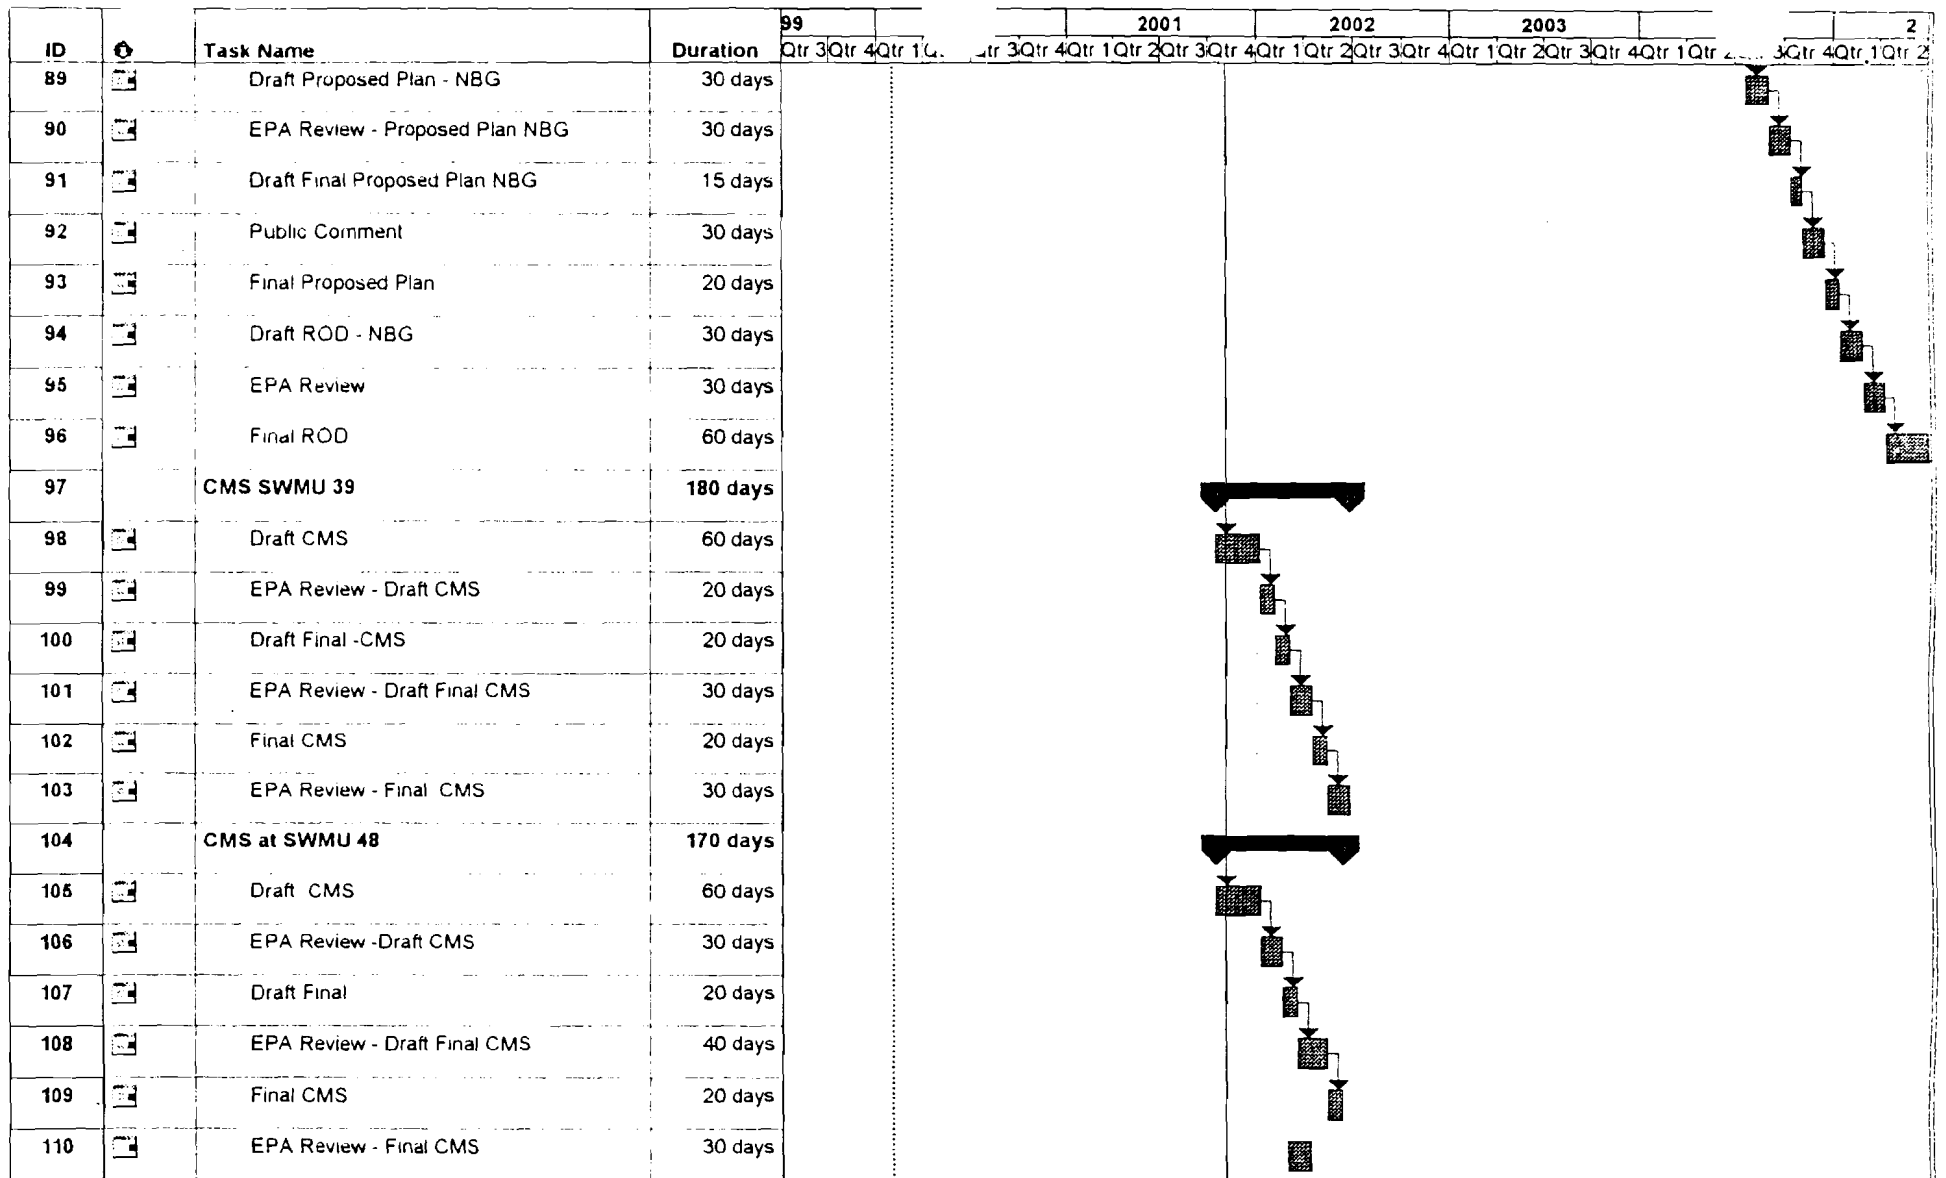 99 2001 2002 2003 2
ID Task Name Duration Qtr 3 Qtr 4 Qtr 1 3 Qtr 4 Qtr 1 Qtr 2 Qtr 3 Qtr 4 Qtr 1 Qtr 2 Qtr 3 Qtr 4 Qtr 1 Qtr 2 Qtr 3 Qtr 4 Qtr 1 Qtr 3 Qtr 4 Qtr 1 Qtr 2
89 Draft Proposed Plan - NBG 30 days
90 EPA Review - Proposed Plan NBG 30 days
91 Draft Final Proposed Plan NBG 15 days
92 Public Comment 30 days
93 Final Proposed Plan 20 days
94 Draft ROD - NBG 30 days
95 EPA Review 30 days
96 Final ROD 60 days
97 CMS SWMU 39 180 days
98 Draft CMS 60 days
99 EPA Review - Draft CMS 20 days
100 Draft Final -CMS 20 days
101 EPA Review - Draft Final CMS 30 days
102 Final CMS 20 days
103 EPA Review - Final CMS 30 days
104 CMS at SWMU 48 170 days
105 Draft CMS 60 days
106 EPA Review -Draft CMS 30 days
107 Draft Final 20 days
108 EPA Review - Draft Final CMS 40 days
109 Final CMS 20 days
110 EPA Review - Final CMS 30 days